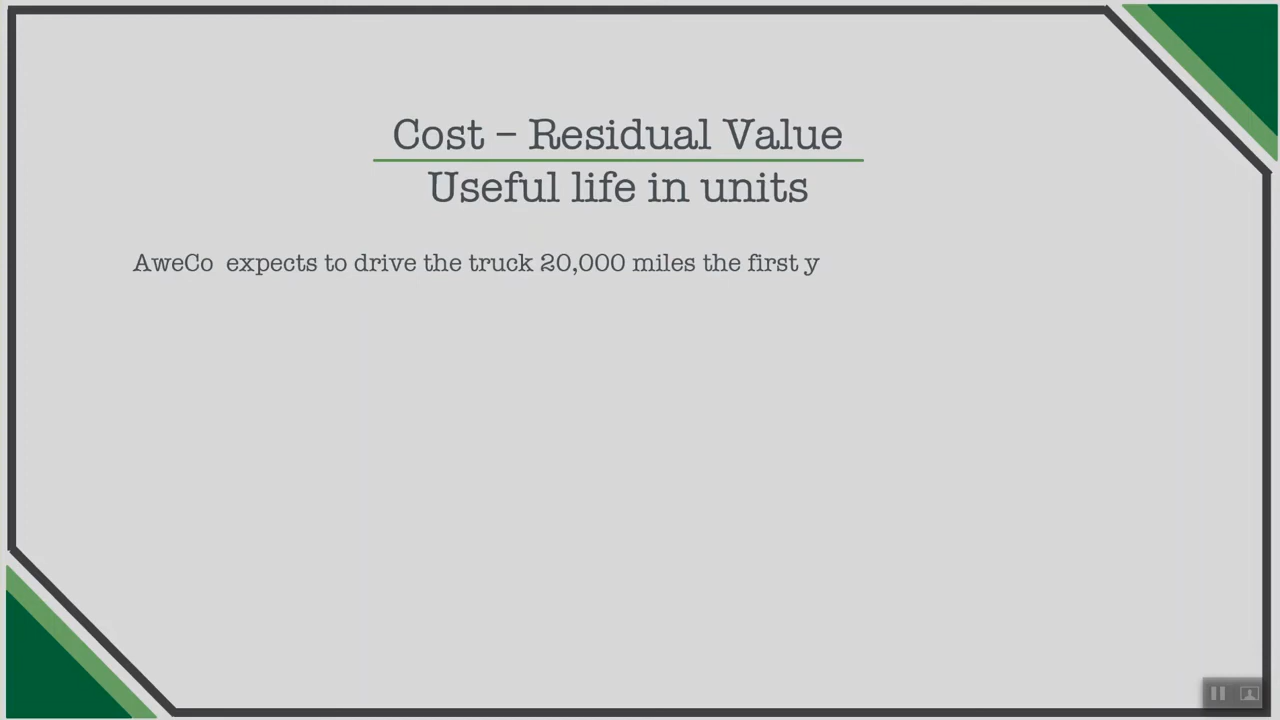 Cost – Residual Value
Useful life in units
AweCo expects to drive the truck 20,000 miles the first y